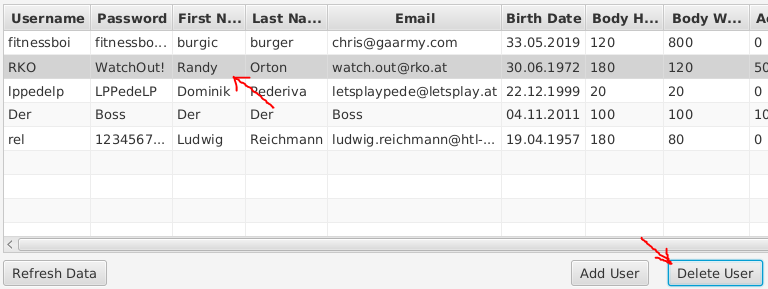 Username Password First N... Last Na... Email Birth Date Body H... Body W...
fitnessboi fitnessbo... burgic burger chris@gaarmy.com 33.05.2019 120 800 0
RKO WatchOut! Randy Orton watch.out@rko.at 30.06.1972 180 120 50
lppedelp LPPedeLP Dominik Pederiva letsplaypede@letsplay.at 22.12.1999 20 20 0
Der Boss Der Der Boss 04.11.2011 100 100 10
rel 1234567... Ludwig Reichmann ludwig.reichmann@htl-... 19.04.1957 180 80 0
Refresh Data Add User Delete User